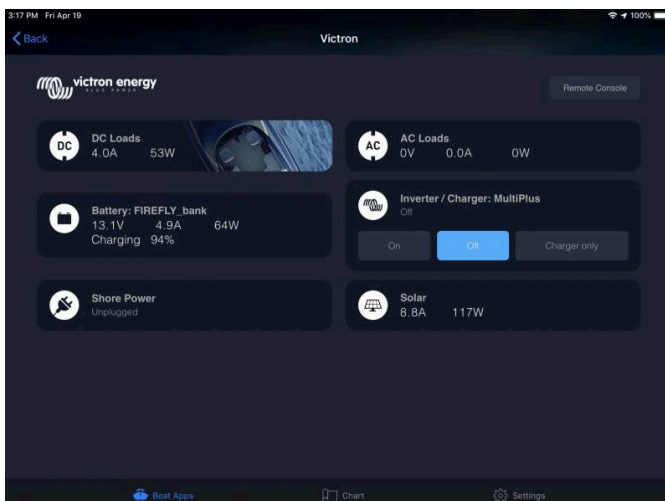 3:17 PM Fri Apr 19
100%
Back
Victron
victron energy
BLUE POWER
Remote Console
DC
DC Loads
4.0A 53W
AC
AC Loads
0V 0.0A 0W
Battery: FIREFLY_bank
13.1V 4.9A 64W
Charging 94%
Inverter / Charger: MultiPlus
Off
On Off Charger only
Shore Power
Unplugged
Solar
8.8A 117W
Boat Apps Chart Settings